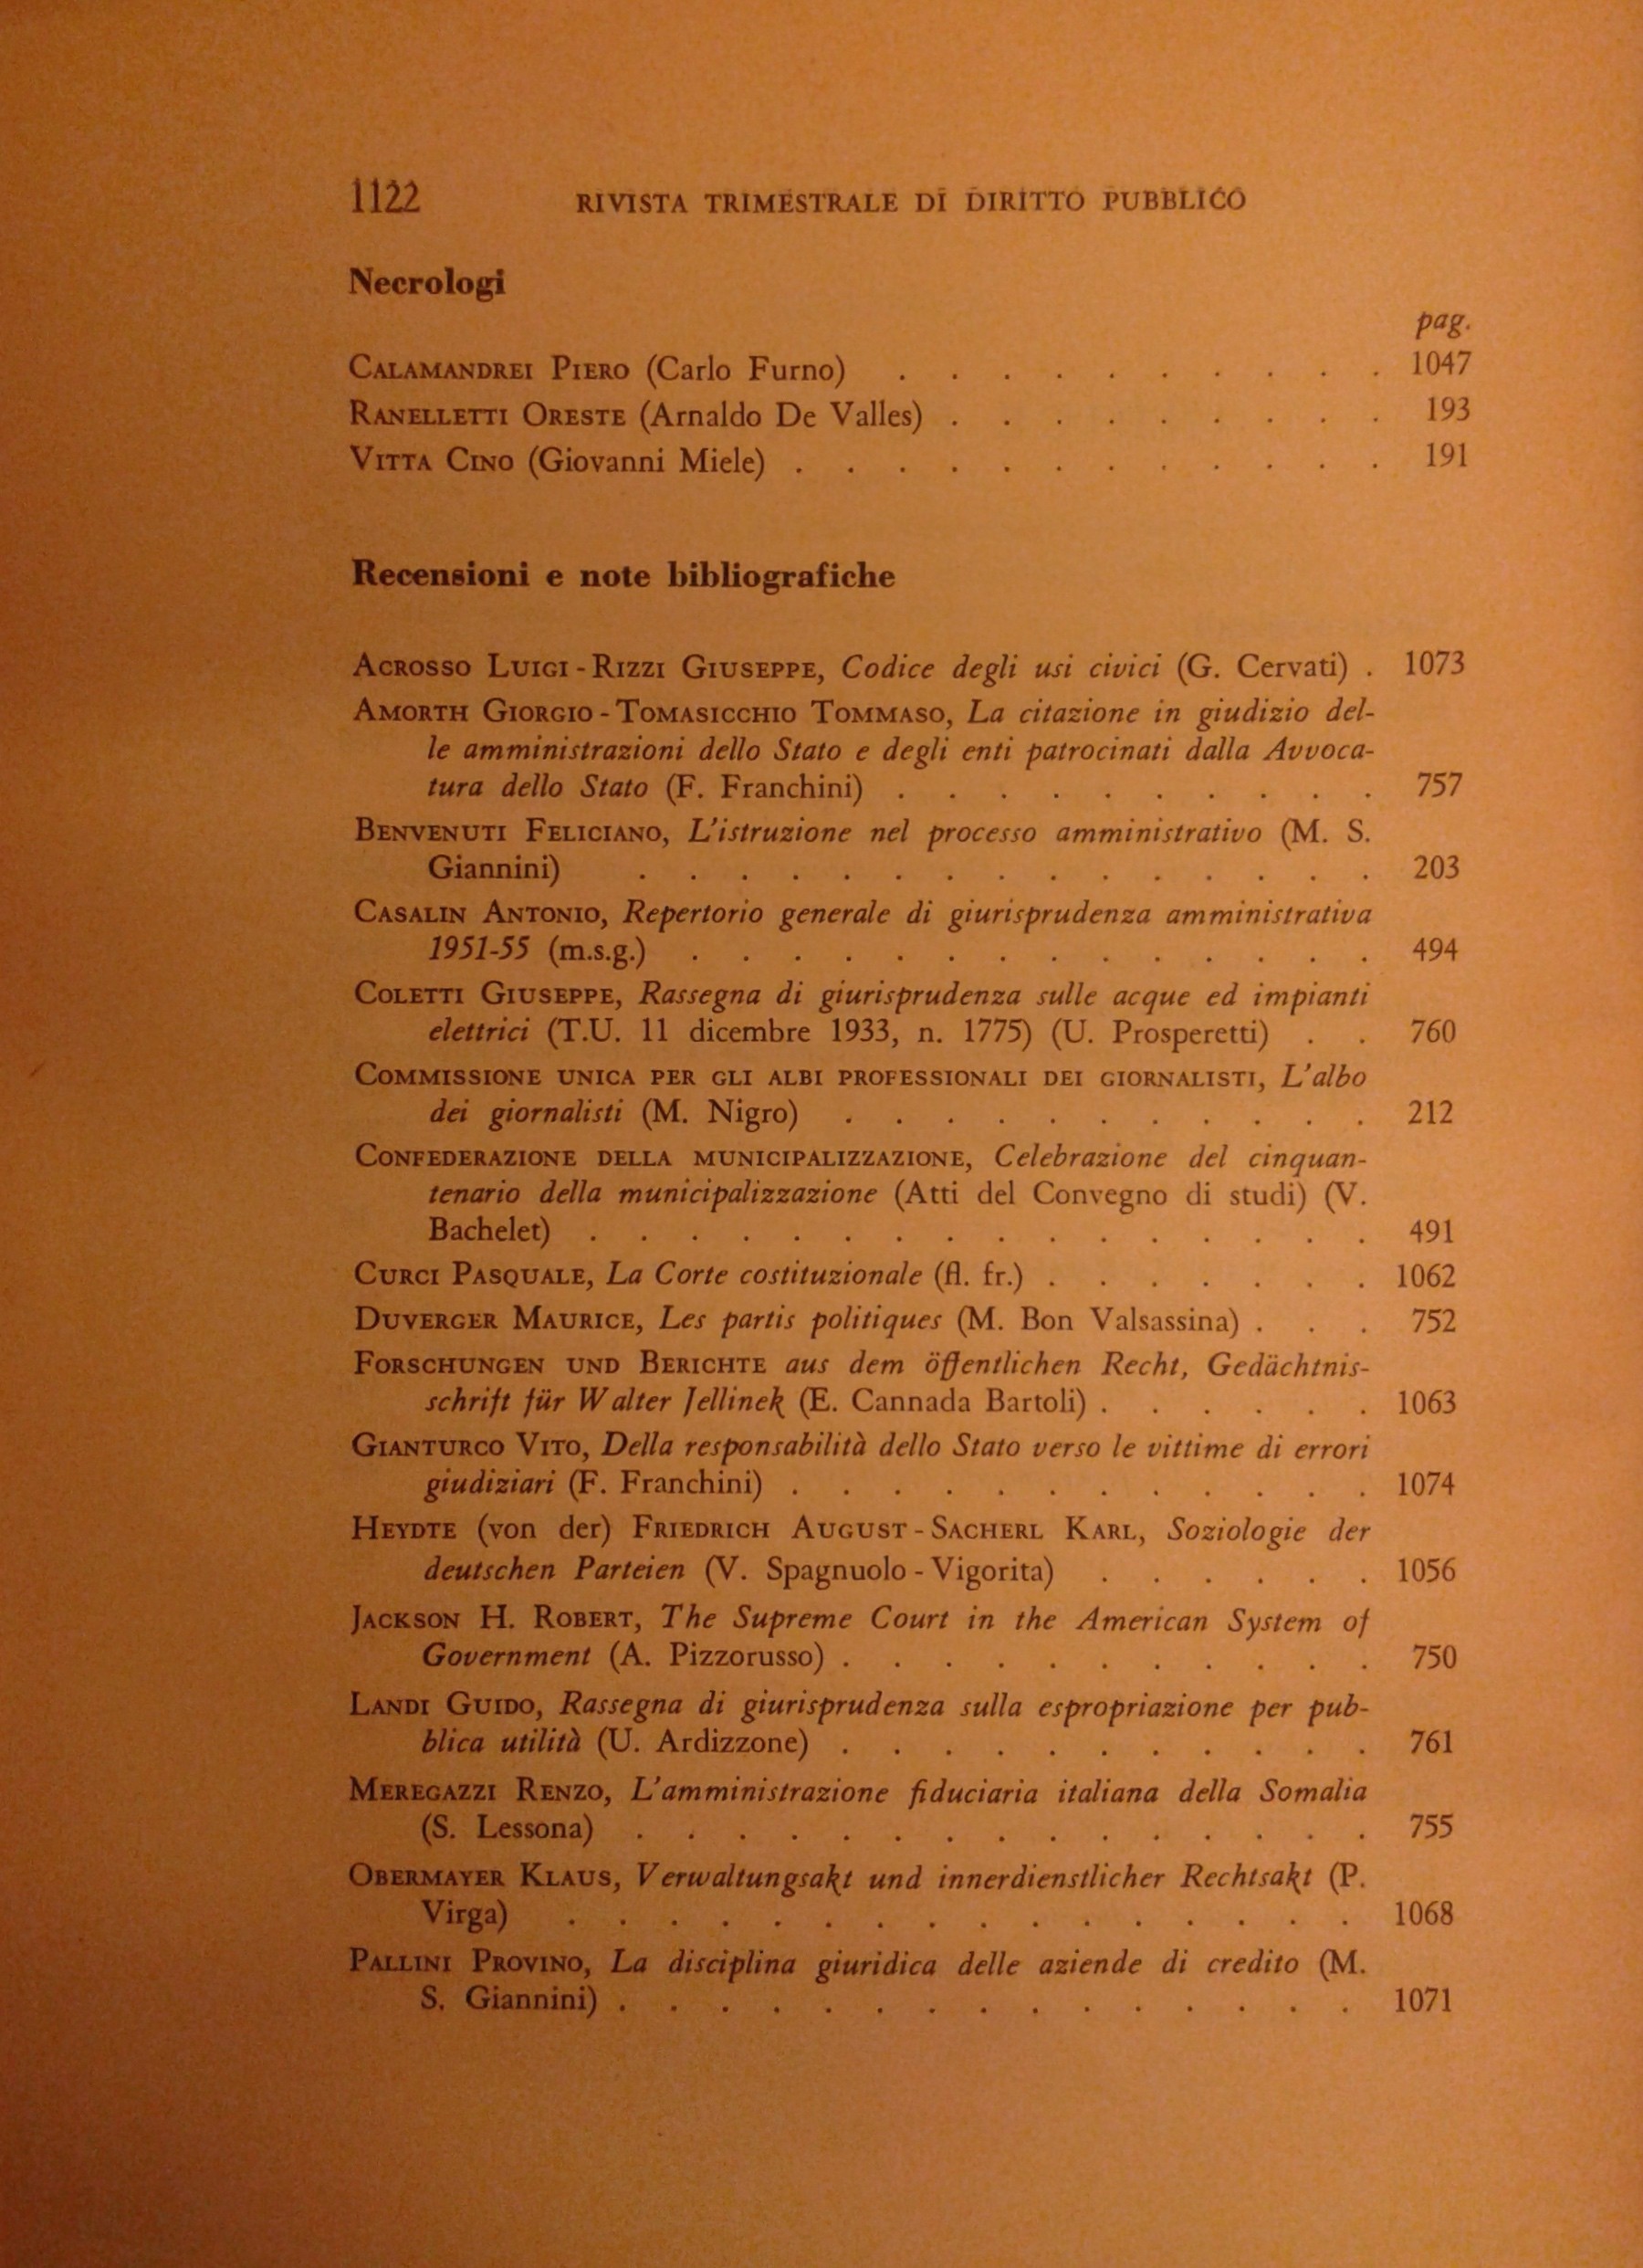 1122 RIVISTA TRIMESTRALE DI DIRITTO PUBBLICO
Necrologi
pag.
CALAMANDREI PIERO (Carlo Furno) . . . . . . . . . . 1047
RANELLETTI ORESTE (Arnaldo De Valles) . . . . . . . . . 193
VITTA CINO (Giovanni Miele) . . . . . . . . . . . . 191
Recensioni e note bibliografiche
ACROSSO LUIGI - RIZZI GIUSEPPE, Codice degli usi civici (G. Cervati) . 1073
AMORTH GIORGIO - TOMASICCHIO TOMMASO, La citazione in giudizio del-
le amministrazioni dello Stato e degli enti patrocinati dalla Avvoca-
tura dello Stato (F. Franchini) . . . . . . . . . . 757
BENVENUTI FELICIANO, L'istruzione nel processo amministrativo (M. S.
Giannini) . . . . . . . . . . . . . . . 203
CASALIN ANTONIO, Repertorio generale di giurisprudenza amministrativa
1951-55 (m.s.g.) . . . . . . . . . . . . . . 494
COLETTI GIUSEPPE, Rassegna di giurisprudenza sulle acque ed impianti
elettrici (T.U. 11 dicembre 1933, n. 1775) (U. Prosperetti) . . 760
COMMISSIONE UNICA PER GLI ALBI PROFESSIONALI DEI GIORNALISTI, L'albo
dei giornalisti (M. Nigro) . . . . . . . . . . . 212
CONFEDERAZIONE DELLA MUNICIPALIZZAZIONE, Celebrazione del cinquan-
tenario della municipalizzazione (Atti del Convegno di studi) (V.
Bachelet) . . . . . . . . . . . . . . . . 491
CURCI PASQUALE, La Corte costituzionale (fl. fr.) . . . . . . . 1062
DUVERGER MAURICE, Les partis politiques (M. Bon Valsassina) . . . 752
FORSCHUNGEN UND BERICHTE aus dem öffentlichen Recht, Gedächtnis-
schrift für Walter Jellinek (E. Cannada Bartoli) . . . . . . 1063
GIANTURCO VITO, Della responsabilità dello Stato verso le vittime di errori
giudiziari (F. Franchini) . . . . . . . . . . . . 1074
HEYDTE (von der) FRIEDRICH AUGUST - SACHERL KARL, Soziologie der
deutschen Parteien (V. Spagnuolo - Vigorita) . . . . . . 1056
JACKSON H. ROBERT, The Supreme Court in the American System of
Government (A. Pizzorusso) . . . . . . . . . . . 750
LANDI GUIDO, Rassegna di giurisprudenza sulla espropriazione per pub-
blica utilità (U. Ardizzone) . . . . . . . . . . . 761
MEREGAZZI RENZO, L'amministrazione fiduciaria italiana della Somalia
(S. Lessona) . . . . . . . . . . . . . . . 755
OBERMAYER KLAUS, Verwaltungsakt und innerdienstlicher Rechtsakt (P.
Virga) . . . . . . . . . . . . . . . . 1068
PALLINI PROVINO, La disciplina giuridica delle aziende di credito (M.
S. Giannini) . . . . . . . . . . . . . . . 1071